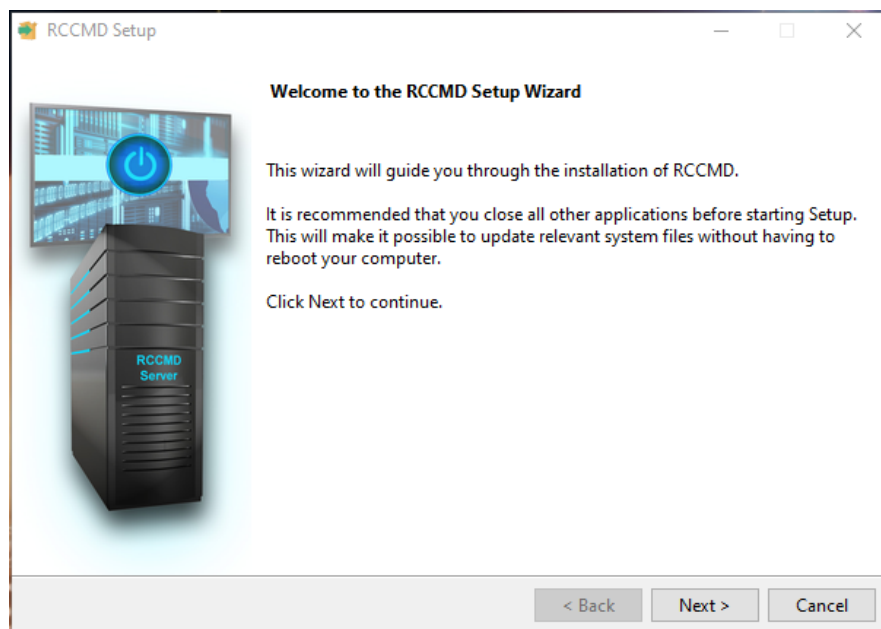 RCCMD Setup
Welcome to the RCCMD Setup Wizard
This wizard will guide you through the installation of RCCMD.
It is recommended that you close all other applications before starting Setup.
This will make it possible to update relevant system files without having to
reboot your computer.
Click Next to continue.
RCCMD
Server
< Back
Next >
Cancel